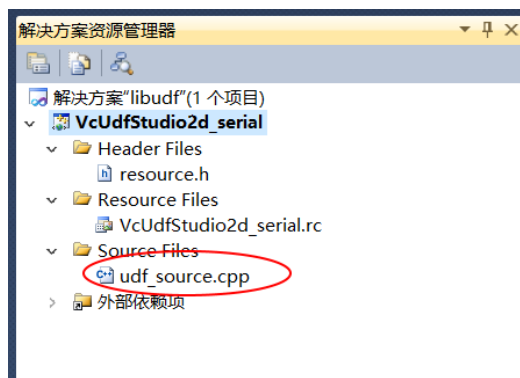 解决方案资源管理器
解决方案"libudf"(1 个项目)
VcUdfStudio2d_serial
Header Files
resource.h
Resource Files
VcUdfStudio2d_serial.rc
Source Files
udf_source.cpp
外部依赖项